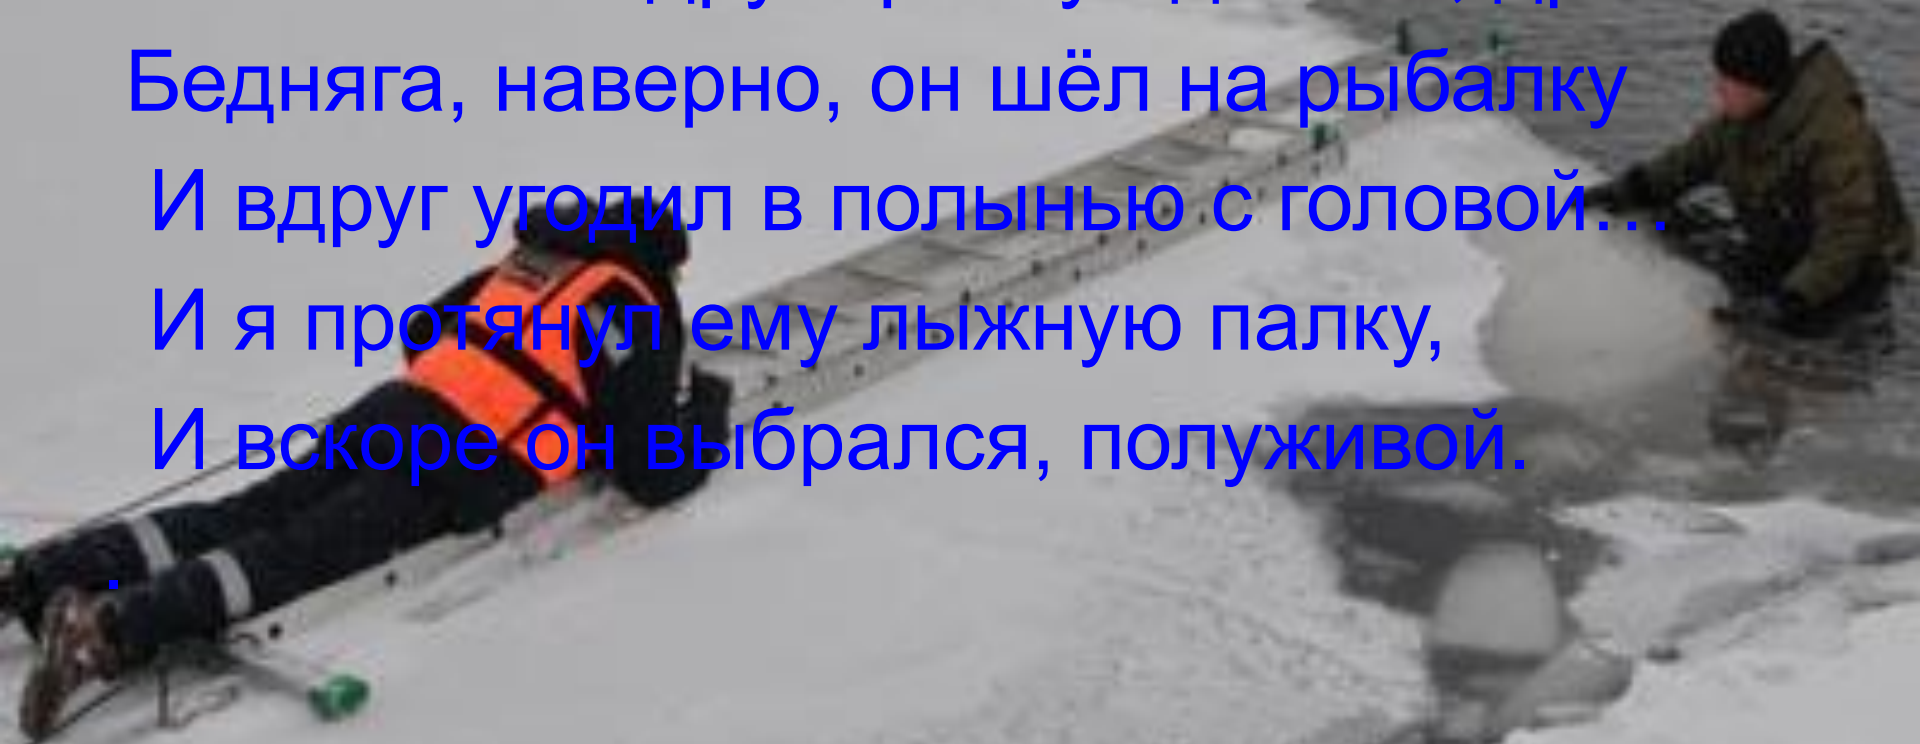 Бедняга, наверно, он шёл на рыбалку
И вдруг угодил в полынью с головой...
И я протянул ему лыжную палку,
И вскоре он выбрался, полуживой.
.